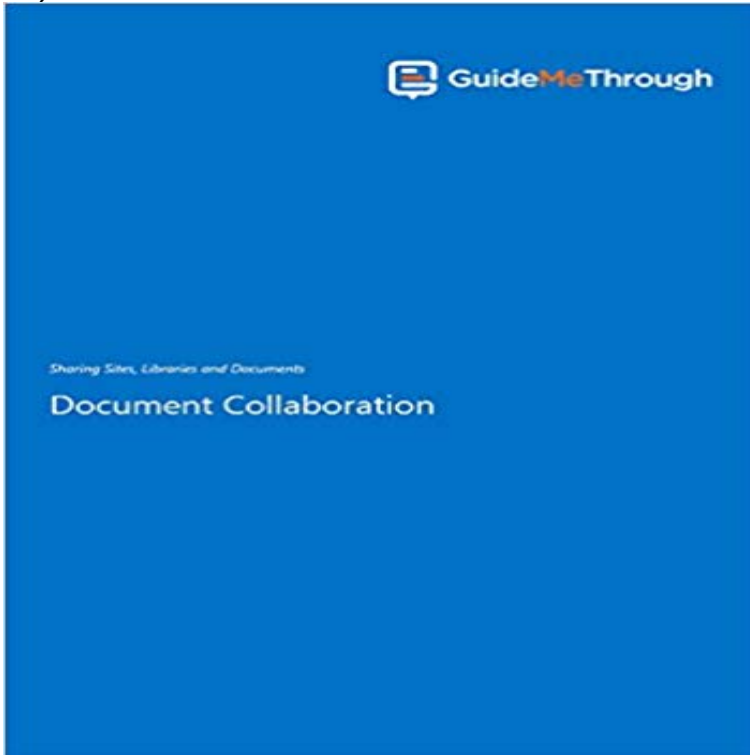 GuideMeThrough
Sharing Sites, Libraries and Documents
Document Collaboration